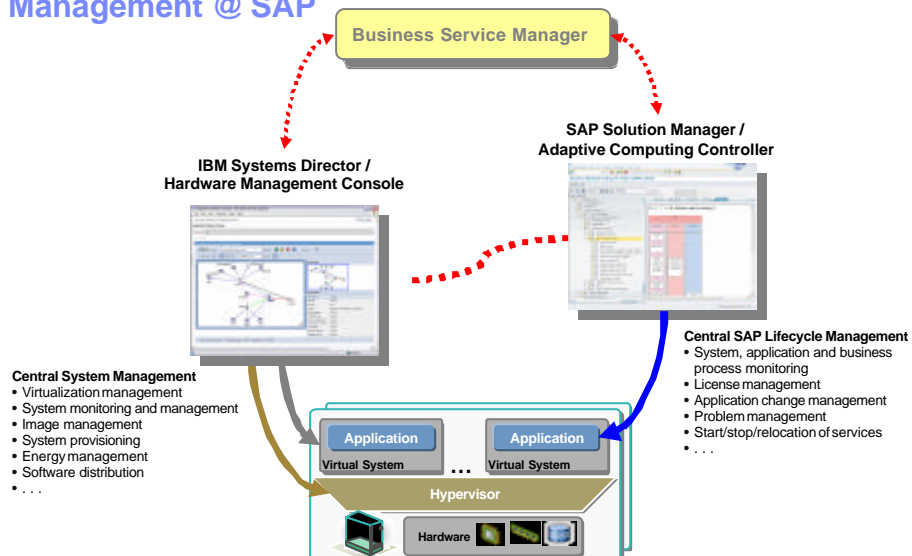 Management @ SAP
Business Service Manager
SAP Solution Manager /
Adaptive Computing Controller
IBM Systems Director /
Hardware Management Console
Central SAP Lifecycle Management
• System, application and business
process monitoring
• License management
• Application change management
• Problem management
• Start/stop/relocation of services
• . . .
Central System Management
• Virtualization management
• System monitoring and management
• Image management
• System provisioning
• Energy management
• Software distribution
• . . .
Application
Virtual System
...
Application
Virtual System
Hypervisor
Hardware